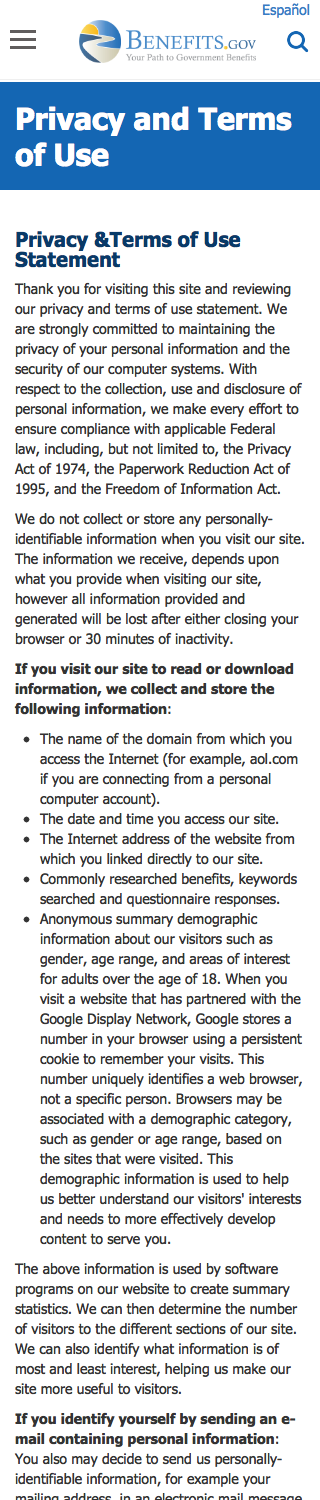 Español
BENEFITS.GOV
Your Path to Government Benefits
Privacy and Terms
of Use
Privacy &Terms of Use
Statement
Thank you for visiting this site and reviewing
our privacy and terms of use statement. We
are strongly committed to maintaining the
privacy of your personal information and the
security of our computer systems. With
respect to the collection, use and disclosure of
personal information, we make every effort to
ensure compliance with applicable Federal
law, including, but not limited to, the Privacy
Act of 1974, the Paperwork Reduction Act of
1995, and the Freedom of Information Act.
We do not collect or store any personally-
identifiable information when you visit our site.
The information we receive, depends upon
what you provide when visiting our site,
however all information provided and
generated will be lost after either closing your
browser or 30 minutes of inactivity.
If you visit our site to read or download
information, we collect and store the
following information:
• The name of the domain from which you
access the Internet (for example, aol.com
if you are connecting from a personal
computer account).
• The date and time you access our site.
• The Internet address of the website from
which you linked directly to our site.
• Commonly researched benefits, keywords
searched and questionnaire responses.
• Anonymous summary demographic
information about our visitors such as
gender, age range, and areas of interest
for adults over the age of 18. When you
visit a website that has partnered with the
Google Display Network, Google stores a
number in your browser using a persistent
cookie to remember your visits. This
number uniquely identifies a web browser,
not a specific person. Browsers may be
associated with a demographic category,
such as gender or age range, based on
the sites that were visited. This
demographic information is used to help
us better understand our visitors' interests
and needs to more effectively develop
content to serve you.
The above information is used by software
programs on our website to create summary
statistics. We can then determine the number
of visitors to the different sections of our site.
We can also identify what information is of
most and least interest, helping us make our
site more useful to visitors.
If you identify yourself by sending an e-
mail containing personal information:
You also may decide to send us personally-
identifiable information, for example your
mailing address, in an electronic mail message